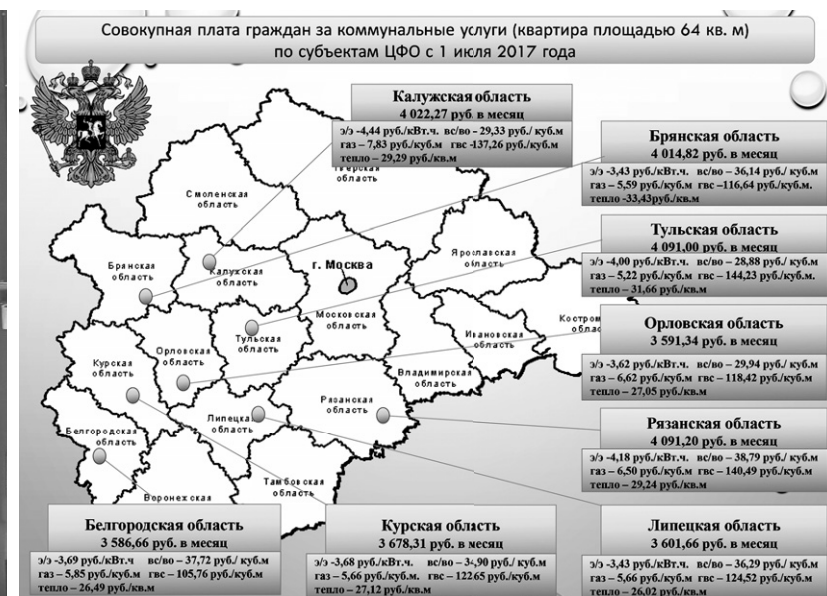 Совокупная плата граждан за коммунальные услуги (квартира площадью 64 кв. м)
по субъектам ЦФО с 1 июля 2017 года
Калужская область
4 022,27 руб. в месяц
э/э -4,44 руб./кВт.ч. вс/во - 29,33 руб./ куб.м
газ – 7,83 руб./куб.м гвс -137,26 руб./ куб.м
тепло – 29,29 руб./кв.м
Брянская область
4 014,82 руб. в месяц
э/э -3,43 руб./кВт.ч. вс/во – 36,14 руб./ куб.м
газ – 5,59 руб./куб.м гвс –116,64 руб./куб.м.
тепло -33,43руб./кв.м
Тульская область
4 091,00 руб. в месяц
э/э -4,00 руб./кВт.ч. вс/во – 28,88 руб./ куб.м
газ – 5,22 руб./куб.м гвс – 144,23 руб./куб.м.
тепло – 31,66 руб./кв.м
Орловская область
3 591,34 руб. в месяц
э/э -3,62 руб./кВт.ч. вс/во – 29,94 руб./ куб.м
газ – 6,62 руб./куб.м гвс – 118,42 руб./ куб.м
тепло – 27,05 руб./кв.м
Рязанская область
4 091,20 руб. в месяц
э/э -4,18 руб./кВт.ч. вс/во – 38,79 руб./ куб.м
газ – 6,50 руб./куб.м гвс – 140,49 руб./ куб.м
тепло – 29,24 руб./кв.м
Липецкая область
3 601,66 руб. в месяц
э/э -3,43 руб./кВт.ч. вс/во – 36,29 руб./ куб.м
газ – 5,66 руб./куб.м гвс – 124,52 руб./ куб.м
тепло – 26,02 руб./кв.м
Курская область
3 678,31 руб. в месяц
э/э -3,68 руб./кВт.ч. вс/во – 34,90 руб./ куб.м
газ – 5,66 руб./куб.м. гвс – 12265 руб./ куб.м
тепло – 27,12 руб./кв.м
Белгородская область
3 586,66 руб. в месяц
э/э -3,69 руб./кВт.ч вс/во – 37,72 руб./ куб.м
газ – 5,85 руб./куб.м гвс – 105,76 руб./ куб.м
тепло – 26,49 руб./кв.м
область
Смоленская
область
Ярославская
область
Брянская
область
Калужская
область
г. Москва
Московская
область
Костром
облас
Ивановская
область
Тульская
область
Орловская
область
Курская
область
Владимирская
область
Рязанская
область
Липецкая
область
Белгородская
область
Тамбовская
область
Воронежская